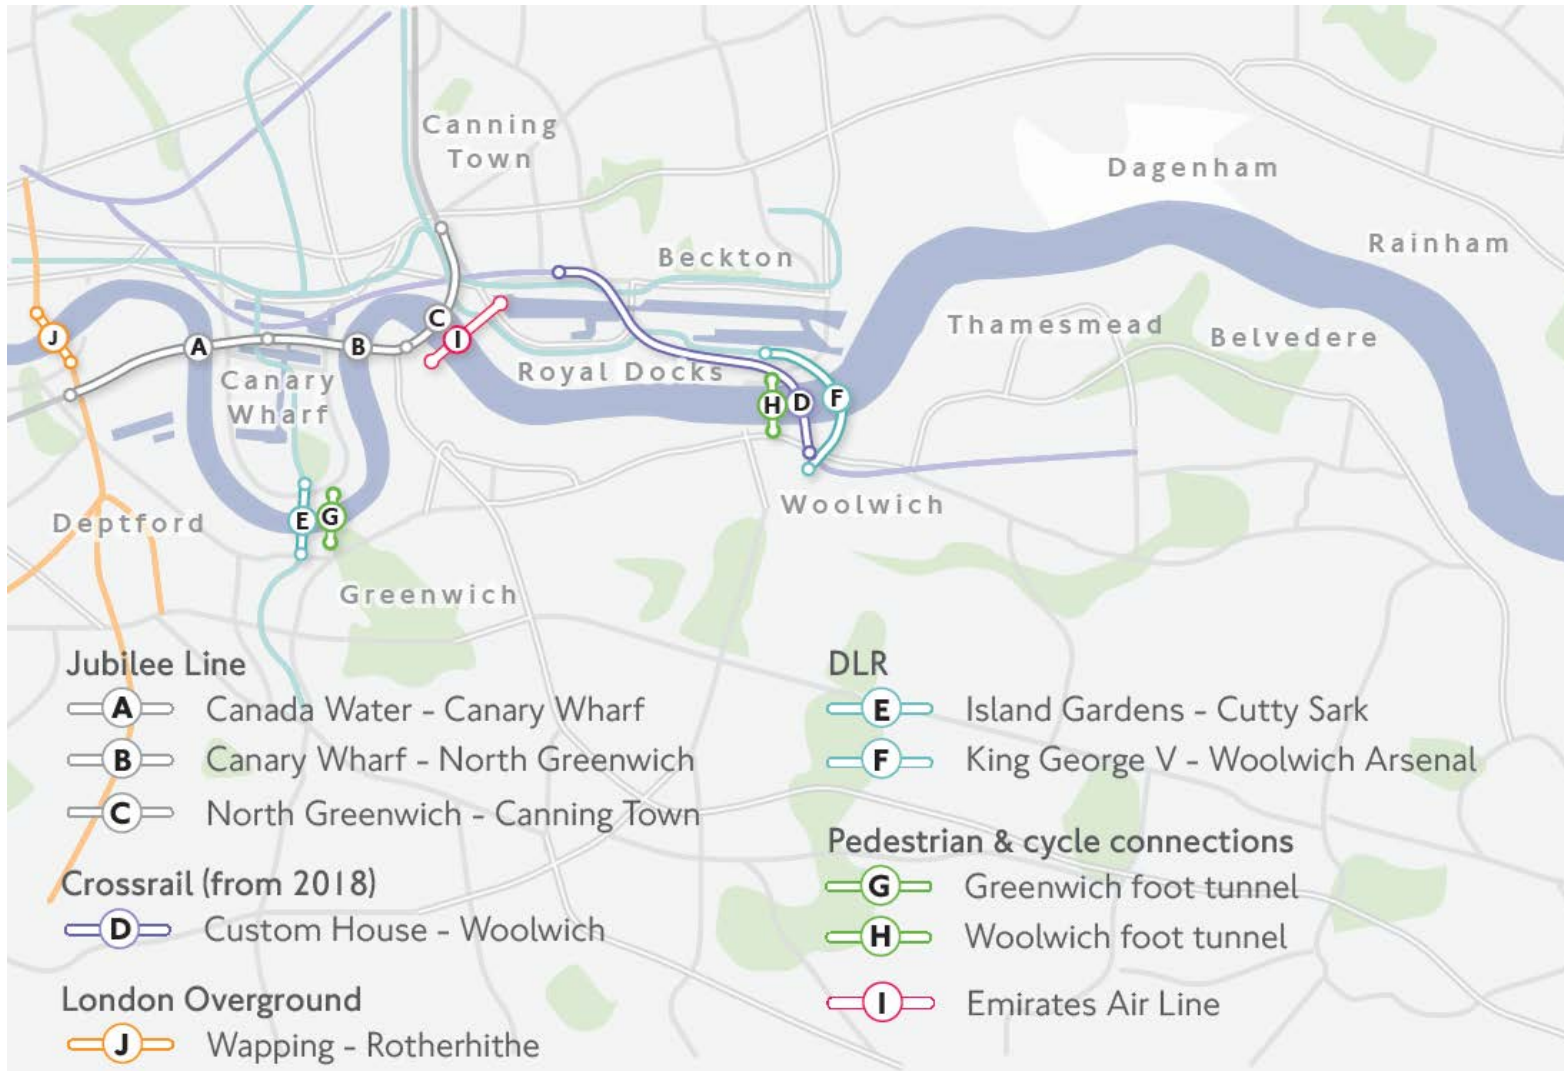 Canning
Town
Dagenham
Rainham
Beckton
Thamesmead
Belvedere
Royal Docks
Canary
Wharf
Woolwich
Deptford
Greenwich
J
A
B
C
I
H
D
F
E
G
Jubilee Line
A Canada Water - Canary Wharf
B Canary Wharf - North Greenwich
C North Greenwich - Canning Town
Crossrail (from 2018)
D Custom House - Woolwich
London Overground
J Wapping - Rotherhithe
DLR
E Island Gardens - Cutty Sark
F King George V - Woolwich Arsenal
Pedestrian & cycle connections
G Greenwich foot tunnel
H Woolwich foot tunnel
I Emirates Air Line